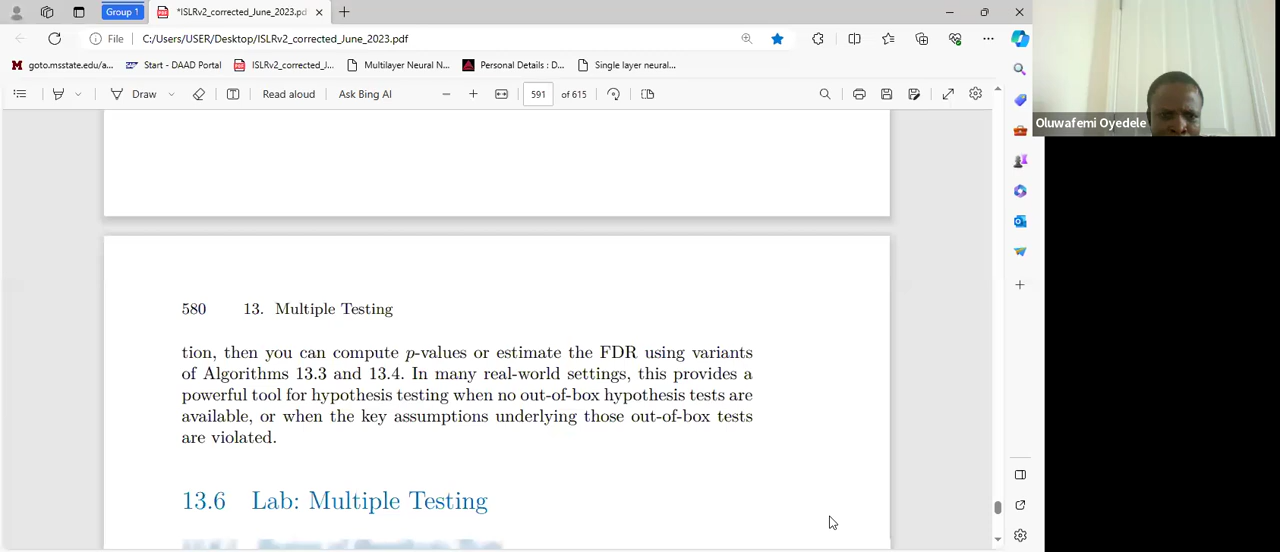 Group 1
*ISLRv2_corrected_June_2023.pd
File
C:/Users/USER/Desktop/ISLRv2_corrected_June_2023.pdf
goto.msstate.edu/a...
Start - DAAD Portal
ISLRv2_corrected_J...
Multilayer Neural N...
Personal Details : D...
Single layer neural...
Draw
Read aloud
Ask Bing AI
591
of 615
Oluwafemi Oyedele
580 13. Multiple Testing
tion, then you can compute p-values or estimate the FDR using variants
of Algorithms 13.3 and 13.4. In many real-world settings, this provides a
powerful tool for hypothesis testing when no out-of-box hypothesis tests are
available, or when the key assumptions underlying those out-of-box tests
are violated.
13.6 Lab: Multiple Testing